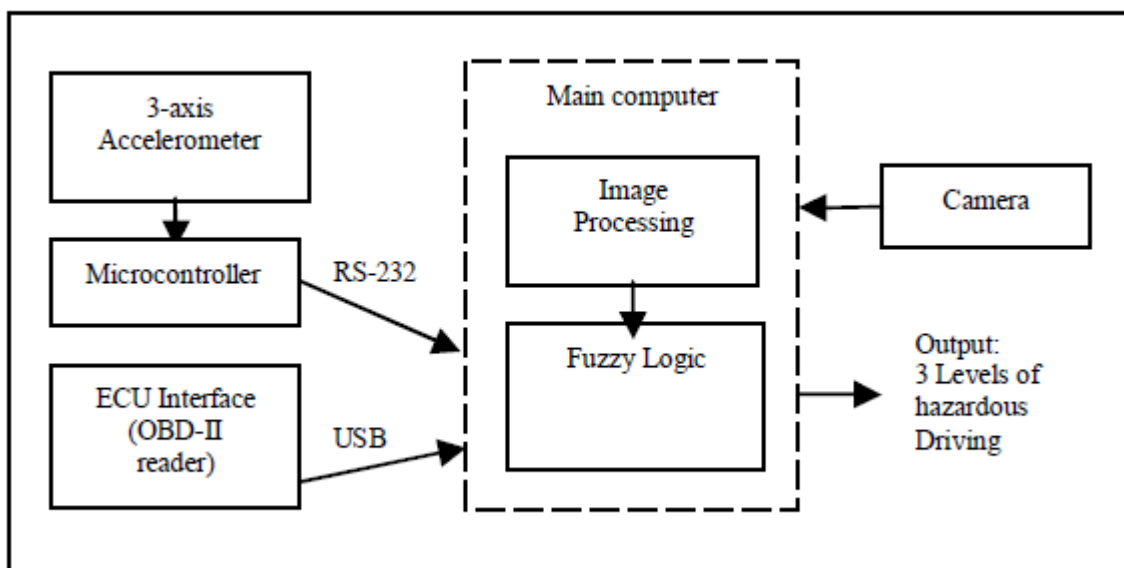 3-axis
Accelerometer
Microcontroller
RS-232
ECU Interface
(OBD-II
reader)
USB
Main computer
Image
Processing
Fuzzy Logic
Camera
Output:
3 Levels of
hazardous
Driving